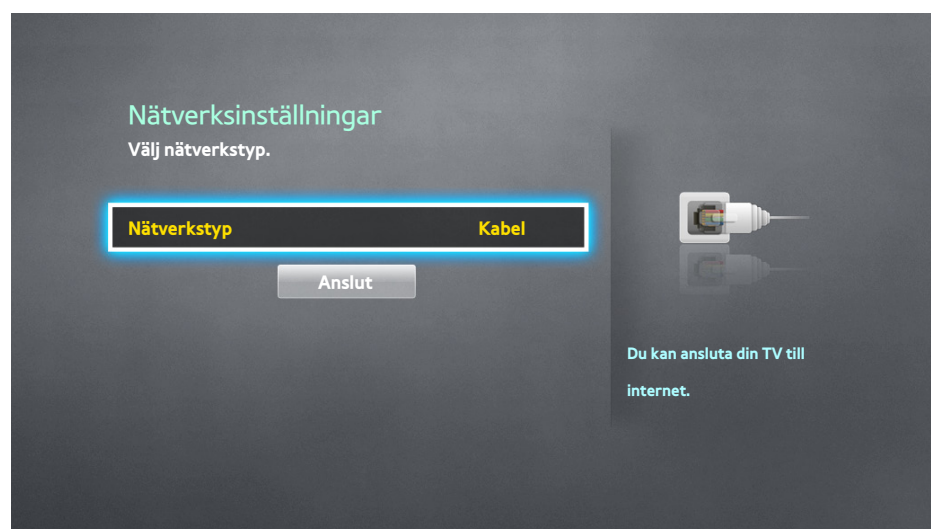 Nätverksinställningar
Välj nätverkstyp.
Nätverkstyp Kabel
Anslut
Du kan ansluta din TV till
internet.